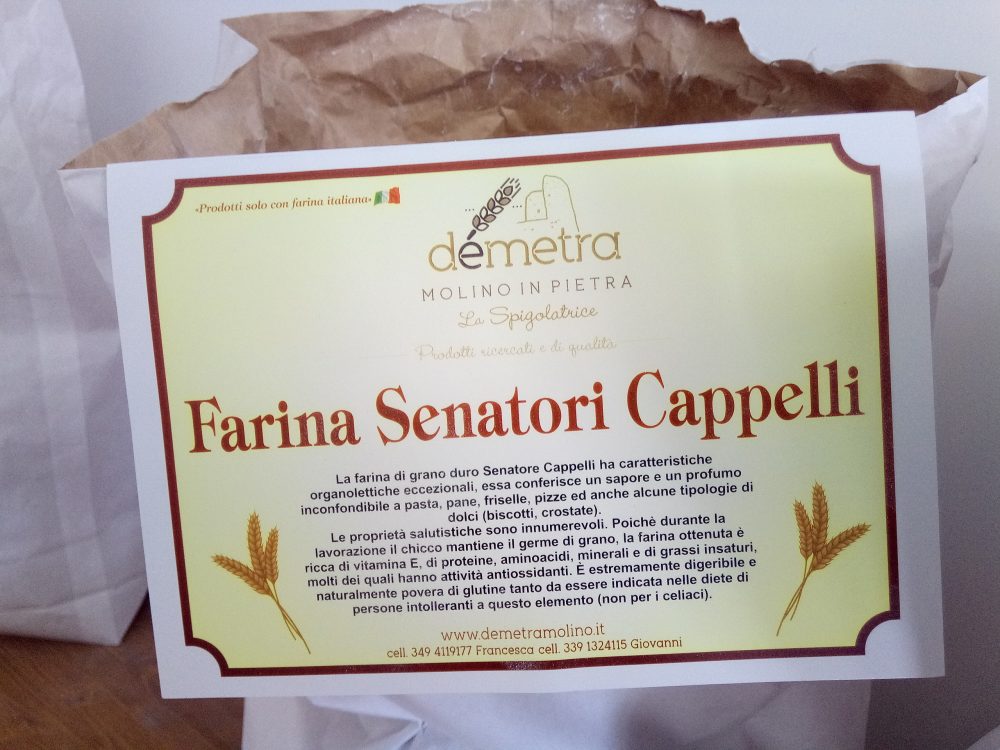 «Prodotti solo con farina italiana»
démetra
MOLINO IN PIETRA
La Spigolatrice
Prodotti ricercati e di qualità
Farina Senatori Cappelli
La farina di grano duro Senatore Cappelli ha caratteristiche
organolettiche eccezionali, essa conferisce un sapore e un profumo
inconfondibile a pasta, pane, friselle, pizze ed anche alcune tipologie di
dolci (biscotti, crostate).
Le proprietà salutistiche sono innumerevoli. Poichè durante la
lavorazione il chicco mantiene il germe di grano, la farina ottenuta è
ricca di vitamina E, di proteine, aminoacidi, minerali e di grassi insaturi,
molti dei quali hanno attività antiossidanti. È estremamente digeribile e
naturalmente povera di glutine tanto da essere indicata nelle diete di
persone intolleranti a questo elemento (non per i celiaci).
www.demetramolino.it
cell. 349 4119177 Francesca cell. 339 1324115 Giovanni